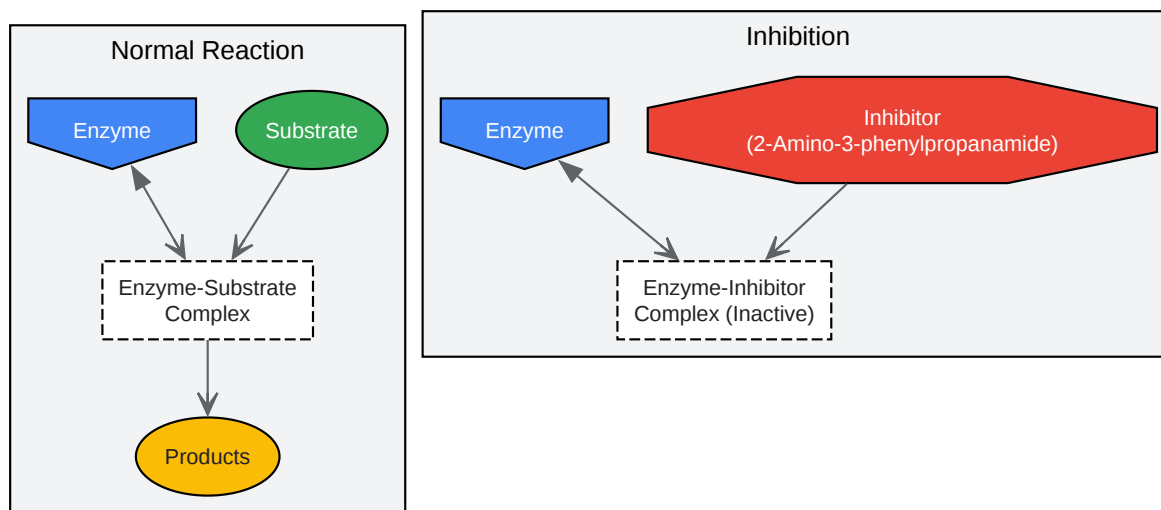 Normal Reaction
Enzyme
Substrate
Enzyme-Substrate
Complex
Products
Inhibition
Enzyme
Inhibitor
(2-Amino-3-phenylpropanamide)
Enzyme-Inhibitor
Complex (Inactive)